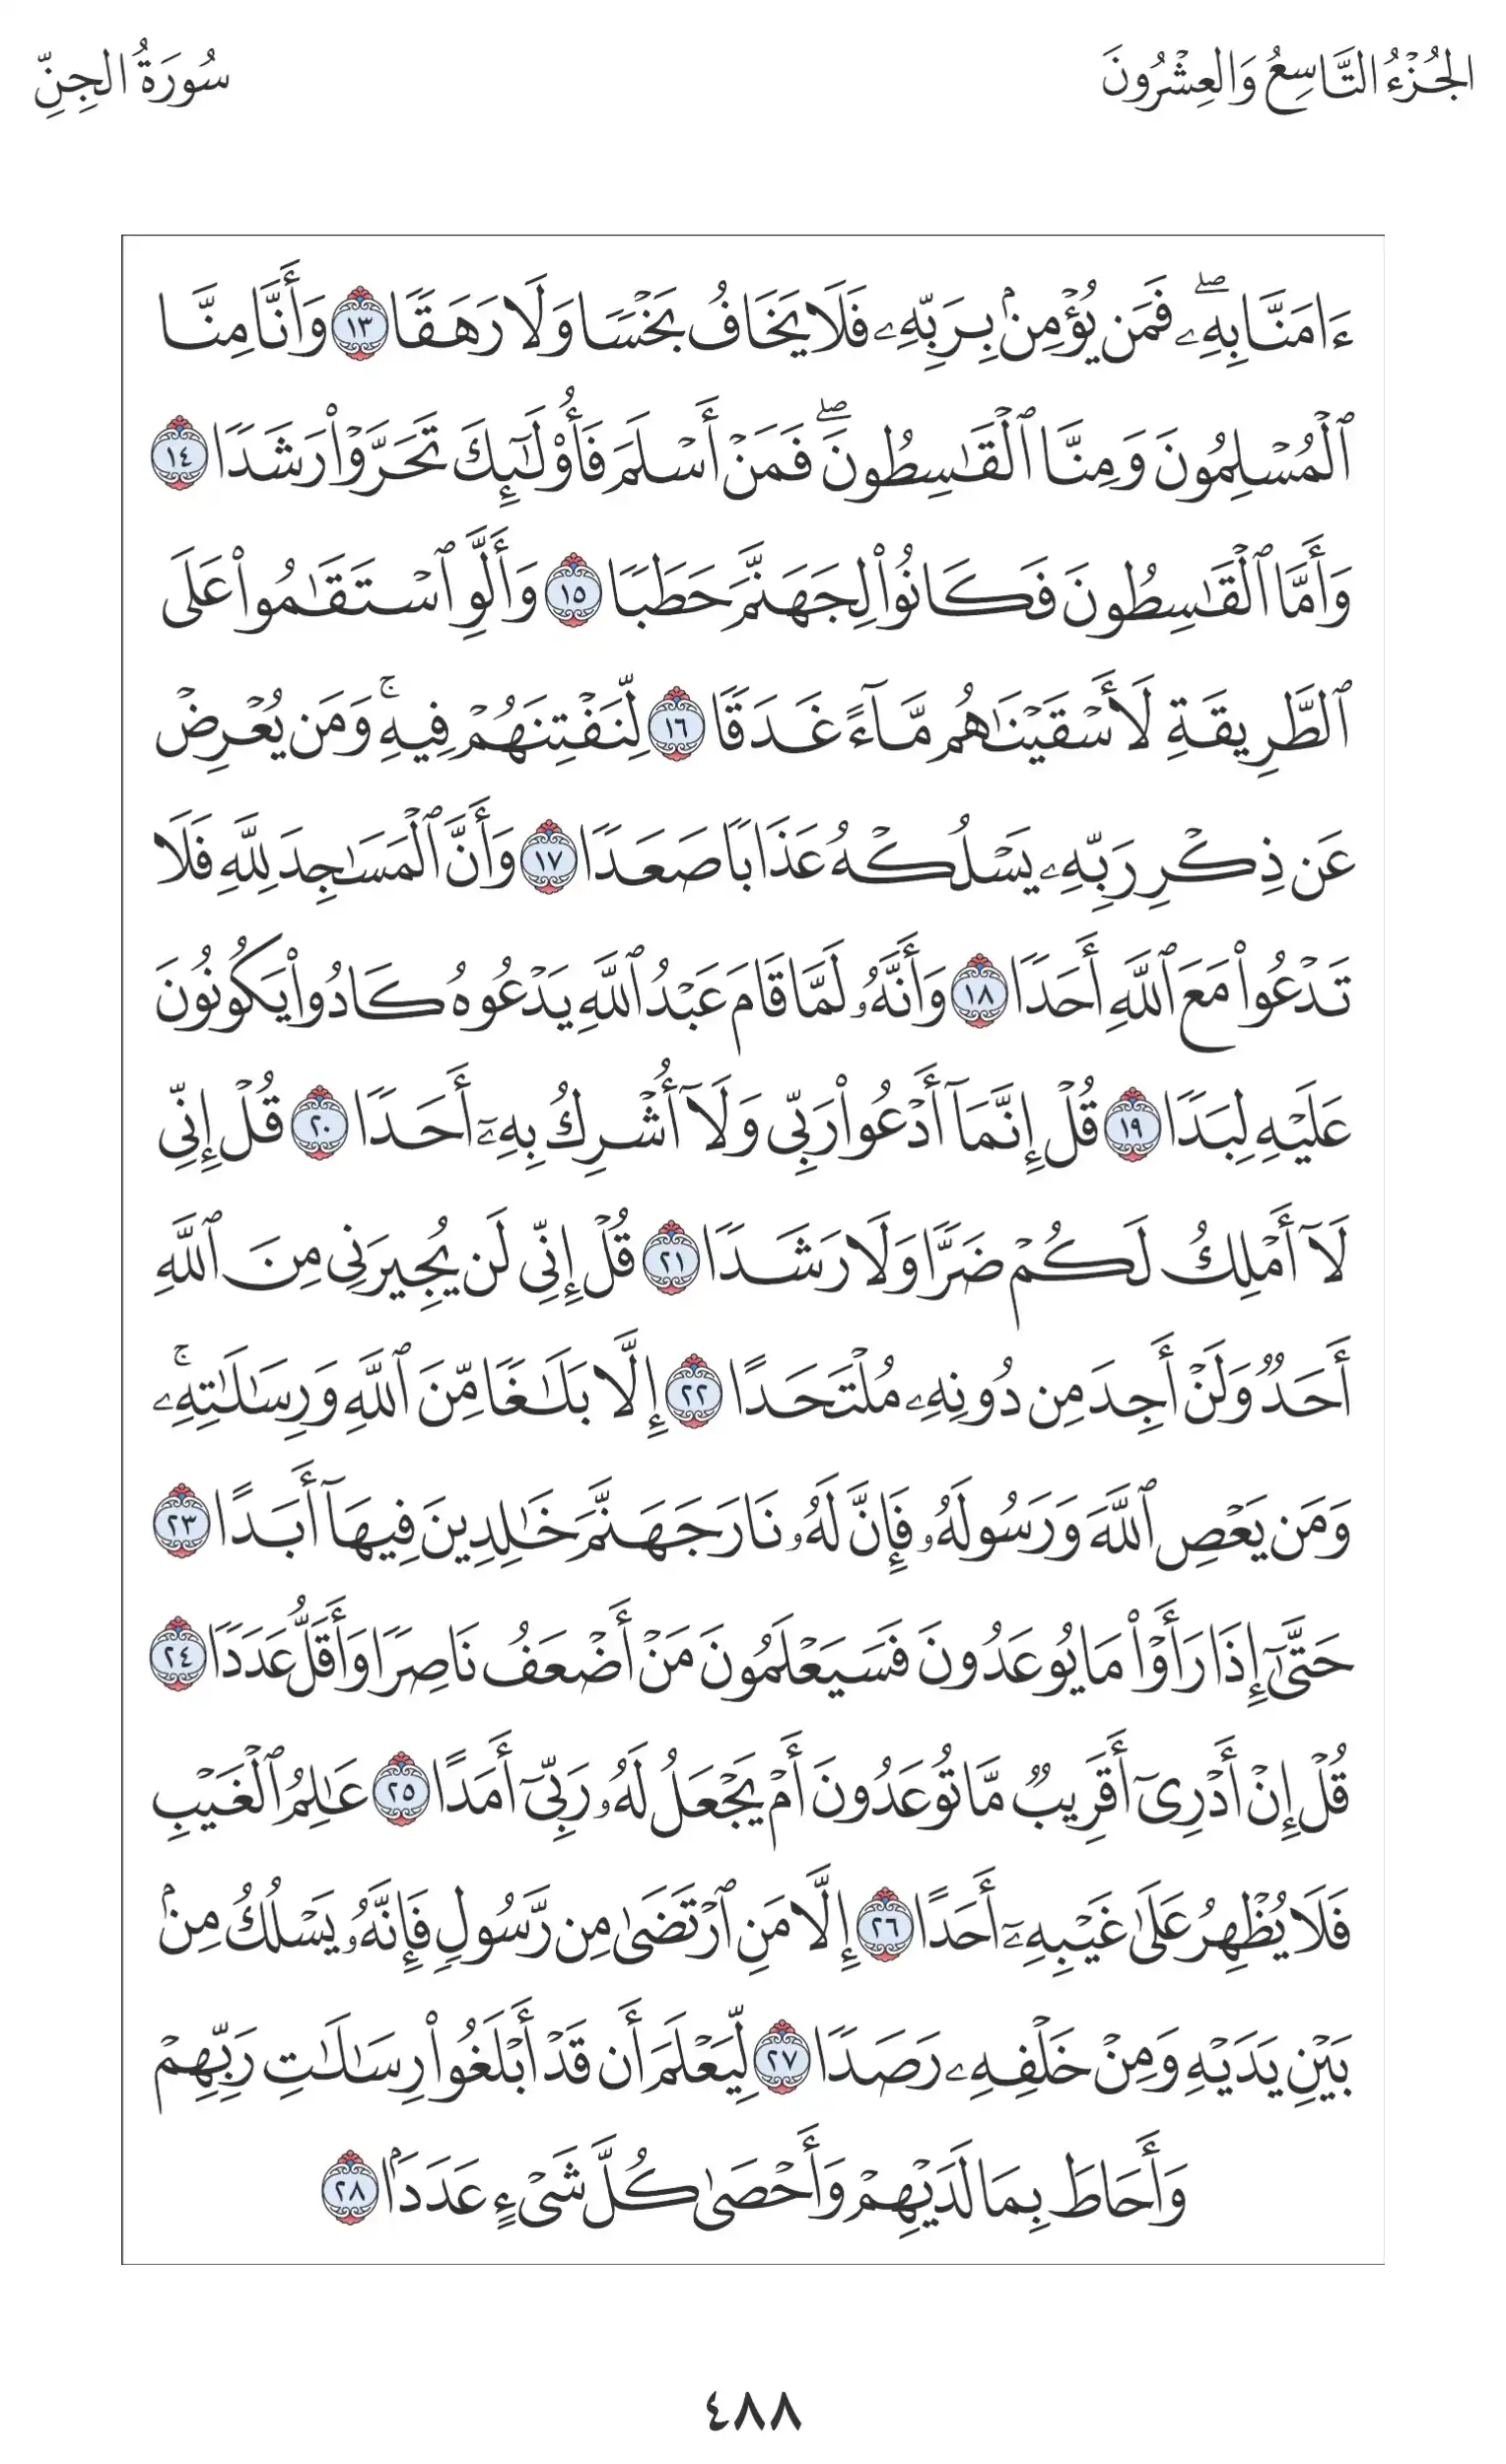 الجُزْءُ التَّاسِعُ وَالعِشْرُونَ
سُورَةُ الجِنِّ
ءَامَنَّا بِهِۦۖ فَمَن يُؤْمِنۢ بِرَبِّهِۦ فَلَا يَخَافُ بَخْسًا وَلَا رَهَقًا ١٣ وَأَنَّا مِنَّا
ٱلْمُسْلِمُونَ وَمِنَّا ٱلْقَٰسِطُونَۖ فَمَنْ أَسْلَمَ فَأُو۟لَٰٓئِكَ تَحَرَّوْا۟ رَشَدًا ١٤
وَأَمَّا ٱلْقَٰسِطُونَ فَكَانُوا۟ لِجَهَنَّمَ حَطَبًا ١٥ وَأَلَّوِ ٱسْتَقَٰمُوا۟ عَلَى
ٱلطَّرِيقَةِ لَأَسْقَيْنَٰهُم مَّآءً غَدَقًا ١٦ لِّنَفْتِنَهُمْ فِيهِۚ وَمَن يُعْرِضْ
عَن ذِكْرِ رَبِّهِۦ يَسْلُكْهُ عَذَابًا صَعَدًا ١٧ وَأَنَّ ٱلْمَسَٰجِدَ لِلَّهِ فَلَا
تَدْعُوا۟ مَعَ ٱللَّهِ أَحَدًا ١٨ وَأَنَّهُۥ لَمَّا قَامَ عَبْدُ ٱللَّهِ يَدْعُوهُ كَادُوا۟ يَكُونُونَ
عَلَيْهِ لِبَدًا ١٩ قُلْ إِنَّمَآ أَدْعُوا۟ رَبِّى وَلَآ أُشْرِكُ بِهِۦٓ أَحَدًا ٢٠ قُلْ إِنِّى
لَآ أَمْلِكُ لَكُمْ ضَرًّا وَلَا رَشَدًا ٢١ قُلْ إِنِّى لَن يُجِيرَنِى مِنَ ٱللَّهِ
أَحَدٌ وَلَنْ أَجِدَ مِن دُونِهِۦ مُلْتَحَدًا ٢٢ إِلَّا بَلَٰغًا مِّنَ ٱللَّهِ وَرِسَٰلَٰتِهِۦۚ
وَمَن يَعْصِ ٱللَّهَ وَرَسُولَهُۥ فَإِنَّ لَهُۥ نَارَ جَهَنَّمَ خَٰلِدِينَ فِيهَآ أَبَدًا ٢٣
حَتَّىٰٓ إِذَا رَأَوْا۟ مَا يُوعَدُونَ فَسَيَعْلَمُونَ مَنْ أَضْعَفُ نَاصِرًا وَأَقَلُّ عَدَدًا ٢٤
قُلْ إِنْ أَدْرِىٓ أَقَرِيبٌ مَّا تُوعَدُونَ أَمْ يَجْعَلُ لَهُۥ رَبِّىٓ أَمَدًا ٢٥ عَٰلِمُ ٱلْغَيْبِ
فَلَا يُظْهِرُ عَلَىٰ غَيْبِهِۦٓ أَحَدًا ٢٦ إِلَّا مَنِ ٱرْتَضَىٰ مِن رَّسُولٍ فَإِنَّهُۥ يَسْلُكُ مِنۢ
بَيْنِ يَدَيْهِ وَمِنْ خَلْفِهِۦ رَصَدًا ٢٧ لِّيَعْلَمَ أَن قَدْ أَبْلَغُوا۟ رِسَٰلَٰتِ رَبِّهِمْ
وَأَحَاطَ بِمَا لَدَيْهِمْ وَأَحْصَىٰ كُلَّ شَىْءٍ عَدَدَۢا ٢٨
٤٨٨